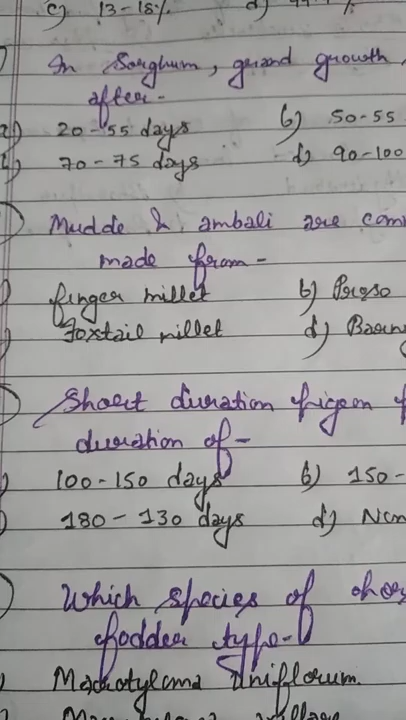 c) 13-18%. d)
In Sorghum, grand growth
after-
a) 20-55 days b) 50-55
70-75 days d) 90-100
Mudde & ambali are com
made from-
finger millet b) Proso
Foxtail millet d) Barn
Short duration pigeon p
duration of-
100-150 days b) 150-
180-130 days d) Non
Which species of
fodder type-
Macrotyloma Uniflorum.